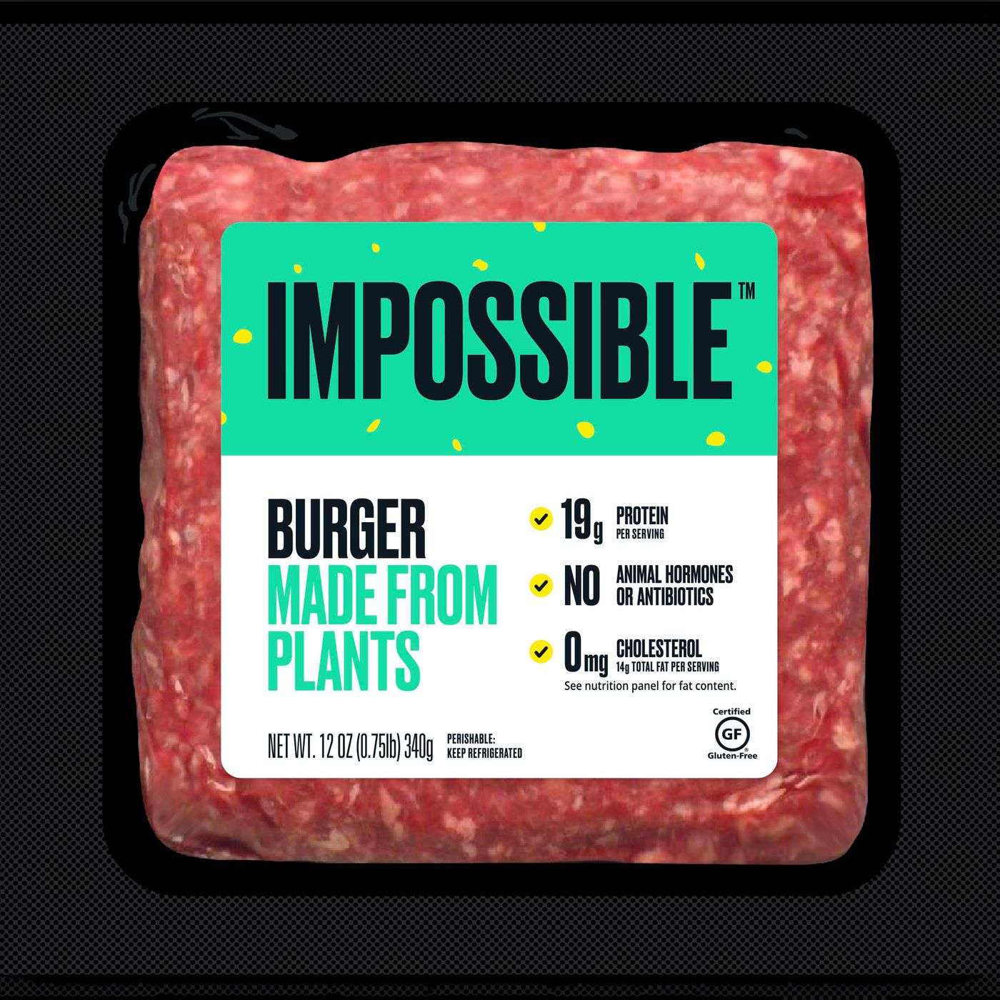 IMPOSSIBLE™
BURGER
MADE FROM
PLANTS
19g PROTEIN
PER SERVING
NO ANIMAL HORMONES
OR ANTIBIOTICS
0mg CHOLESTEROL
14g TOTAL FAT PER SERVING
See nutrition panel for fat content.
NET WT. 12 OZ (0.75lb) 340g
PERISHABLE:
KEEP REFRIGERATED
Certified
GF®
Gluten-Free